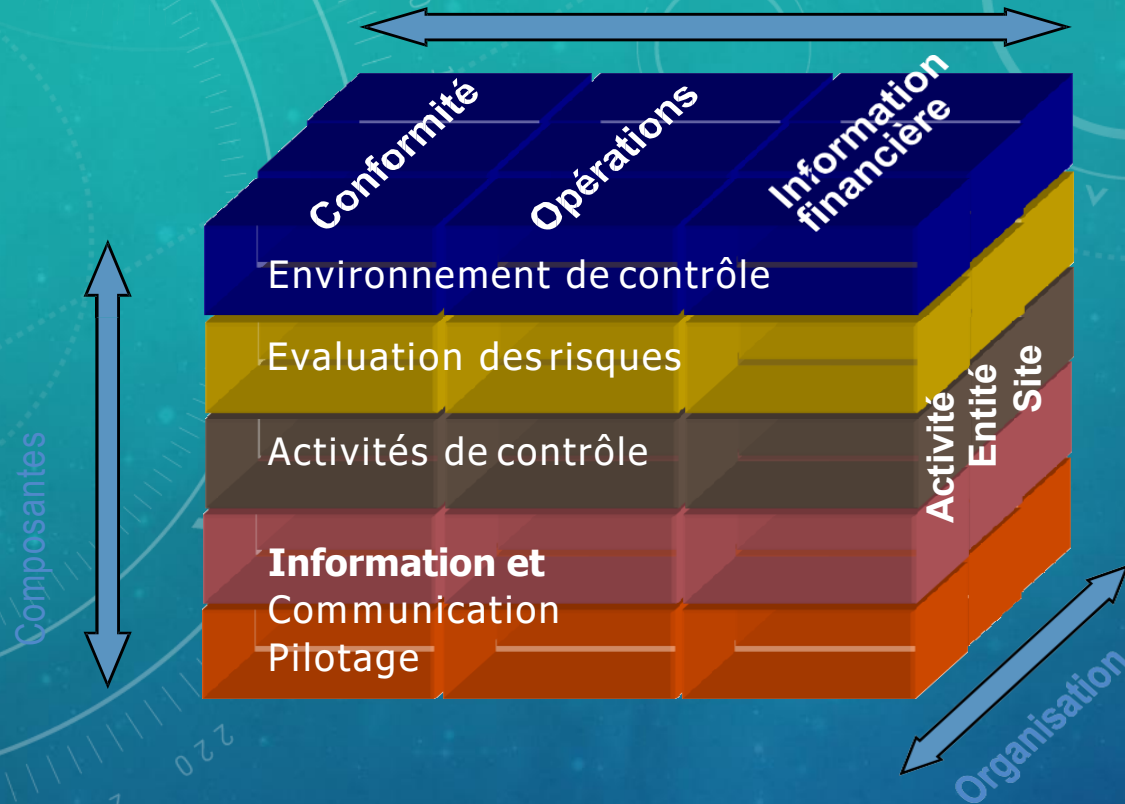 Conformité
Opérations
Information
financière
Environnement de contrôle
Evaluation des risques
Activités de contrôle
Information et
Communication
Pilotage
Activité
Entité
Site
Composantes
Organisation
220